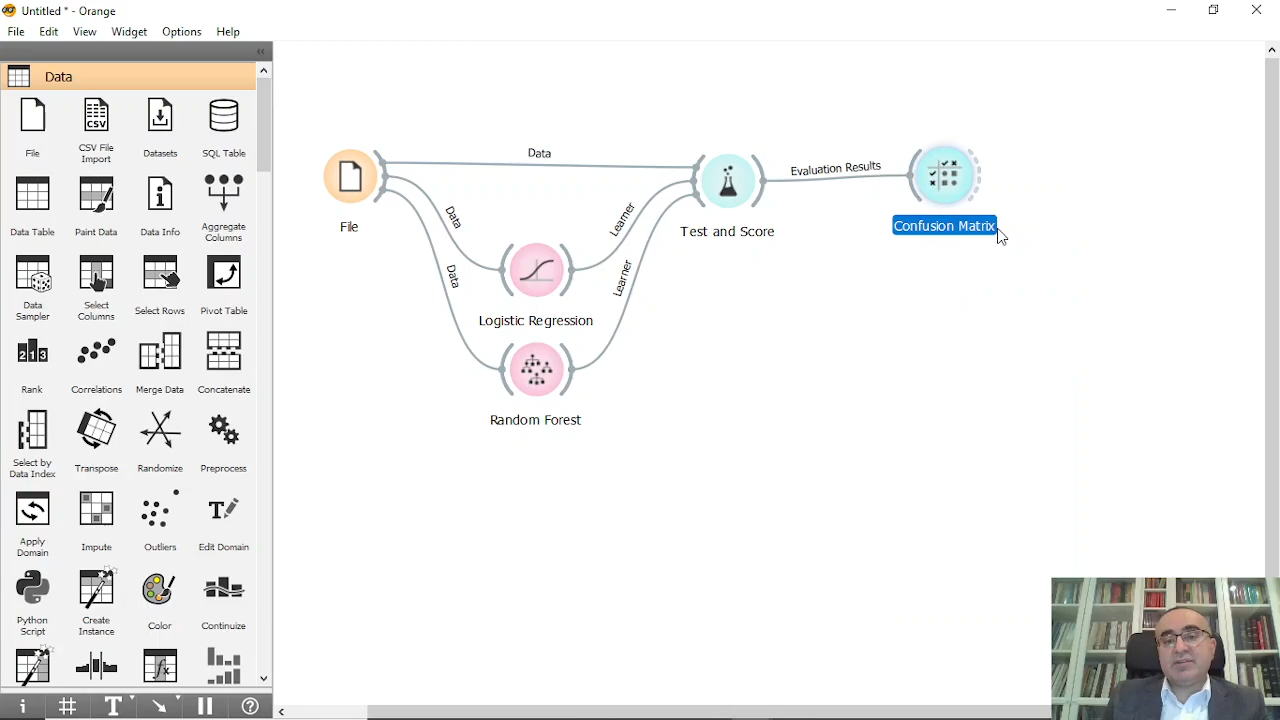 Untitled * - Orange
File Edit View Widget Options Help
Data
File
CSV File
Import
Datasets
SQL Table
Data Table
Paint Data
Data Info
Aggregate
Columns
Data
Sampler
Select
Columns
Select Rows
Pivot Table
Rank
Correlations
Merge Data
Concatenate
Select by
Data Index
Transpose
Randomize
Preprocess
Apply
Domain
Impute
Outliers
Edit Domain
Python
Script
Create
Instance
Color
Continuize
File
Data
Data
Data
Logistic Regression
Random Forest
Learner
Learner
Test and Score
Evaluation Results
Confusion Matrix